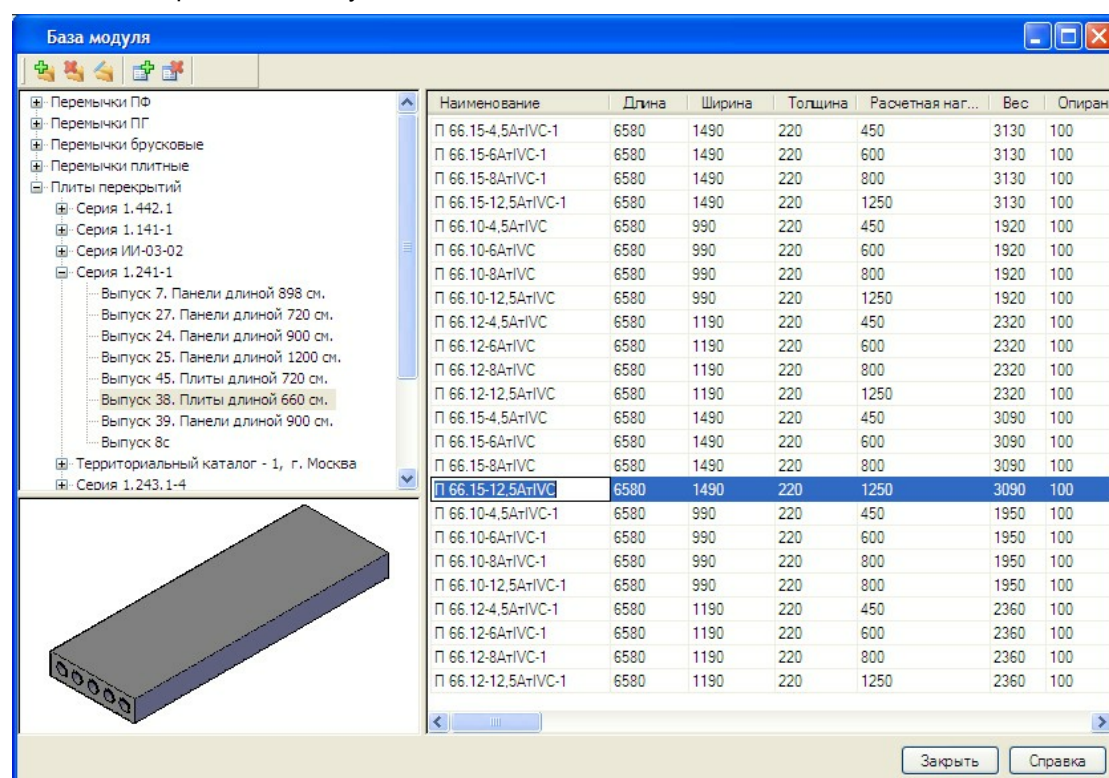 База модуля
Перемычки ПФ
Перемычки ПГ
Перемычки брусковые
Перемычки плитные
Плиты перекрытий
Серия 1.442.1
Серия 1.141-1
Серия ИИ-03-02
Серия 1.241-1
Выпуск 7. Панели длиной 898 см.
Выпуск 27. Панели длиной 720 см.
Выпуск 24. Панели длиной 900 см.
Выпуск 25. Панели длиной 1200 см.
Выпуск 45. Плиты длиной 720 см.
Выпуск 38. Плиты длиной 660 см.
Выпуск 39. Панели длиной 900 см.
Выпуск 8с
Территориальный каталог - 1, г. Москва
Серия 1.243.1-4
Наименование Длина Ширина Толщина Расчетная наг... Вес Опиран
П 66.15-4,5АтIVС-1 6580 1490 220 450 3130 100
П 66.15-6АтIVС-1 6580 1490 220 600 3130 100
П 66.15-8АтIVС-1 6580 1490 220 800 3130 100
П 66.15-12,5АтIVС-1 6580 1490 220 1250 3130 100
П 66.10-4,5АтIVС 6580 990 220 450 1920 100
П 66.10-6АтIVС 6580 990 220 600 1920 100
П 66.10-8АтIVС 6580 990 220 800 1920 100
П 66.10-12,5АтIVС 6580 990 220 1250 1920 100
П 66.12-4,5АтIVС 6580 1190 220 450 2320 100
П 66.12-6АтIVС 6580 1190 220 600 2320 100
П 66.12-8АтIVС 6580 1190 220 800 2320 100
П 66.12-12,5АтIVС 6580 1190 220 1250 2320 100
П 66.15-4,5АтIVС 6580 1490 220 450 3090 100
П 66.15-6АтIVС 6580 1490 220 600 3090 100
П 66.15-8АтIVС 6580 1490 220 800 3090 100
П 66.15-12,5АтIVС 6580 1490 220 1250 3090 100
П 66.10-4,5АтIVС-1 6580 990 220 450 1950 100
П 66.10-6АтIVС-1 6580 990 220 600 1950 100
П 66.10-8АтIVС-1 6580 990 220 800 1950 100
П 66.10-12,5АтIVС-1 6580 990 220 800 1950 100
П 66.12-4,5АтIVС-1 6580 1190 220 450 2360 100
П 66.12-6АтIVС-1 6580 1190 220 600 2360 100
П 66.12-8АтIVС-1 6580 1190 220 800 2360 100
П 66.12-12,5АтIVС-1 6580 1190 220 1250 2360 100
Закрыть Справка